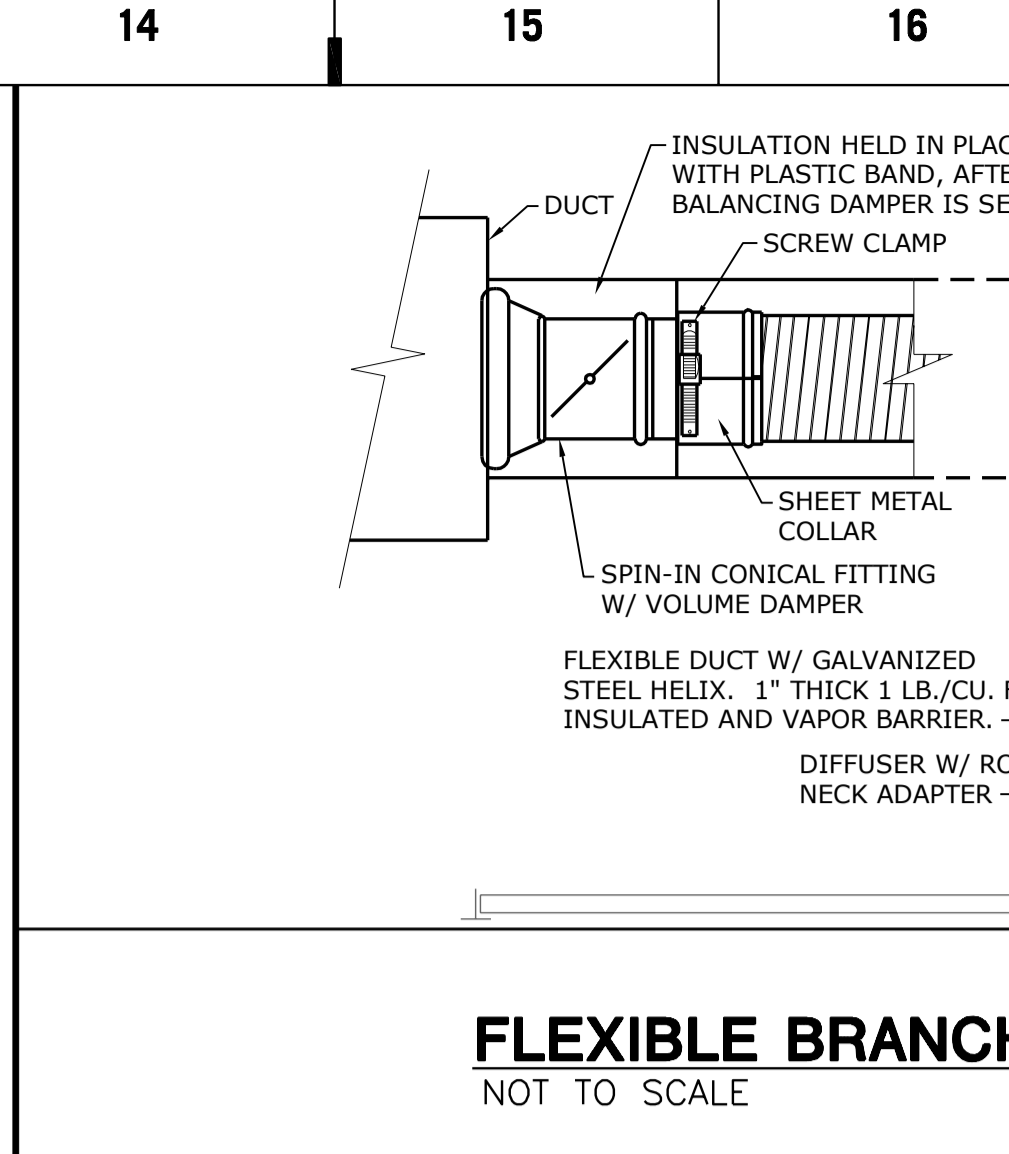 14 15 16
INSULATION HELD IN PLAC
WITH PLASTIC BAND, AFTE
BALANCING DAMPER IS SE
DUCT
SCREW CLAMP
SHEET METAL
COLLAR
SPIN-IN CONICAL FITTING
W/ VOLUME DAMPER
FLEXIBLE DUCT W/ GALVANIZED
STEEL HELIX.  1" THICK 1 LB./CU. F
INSULATED AND VAPOR BARRIER.
DIFFUSER W/ RO
NECK ADAPTER
FLEXIBLE BRANCH
NOT TO SCALE